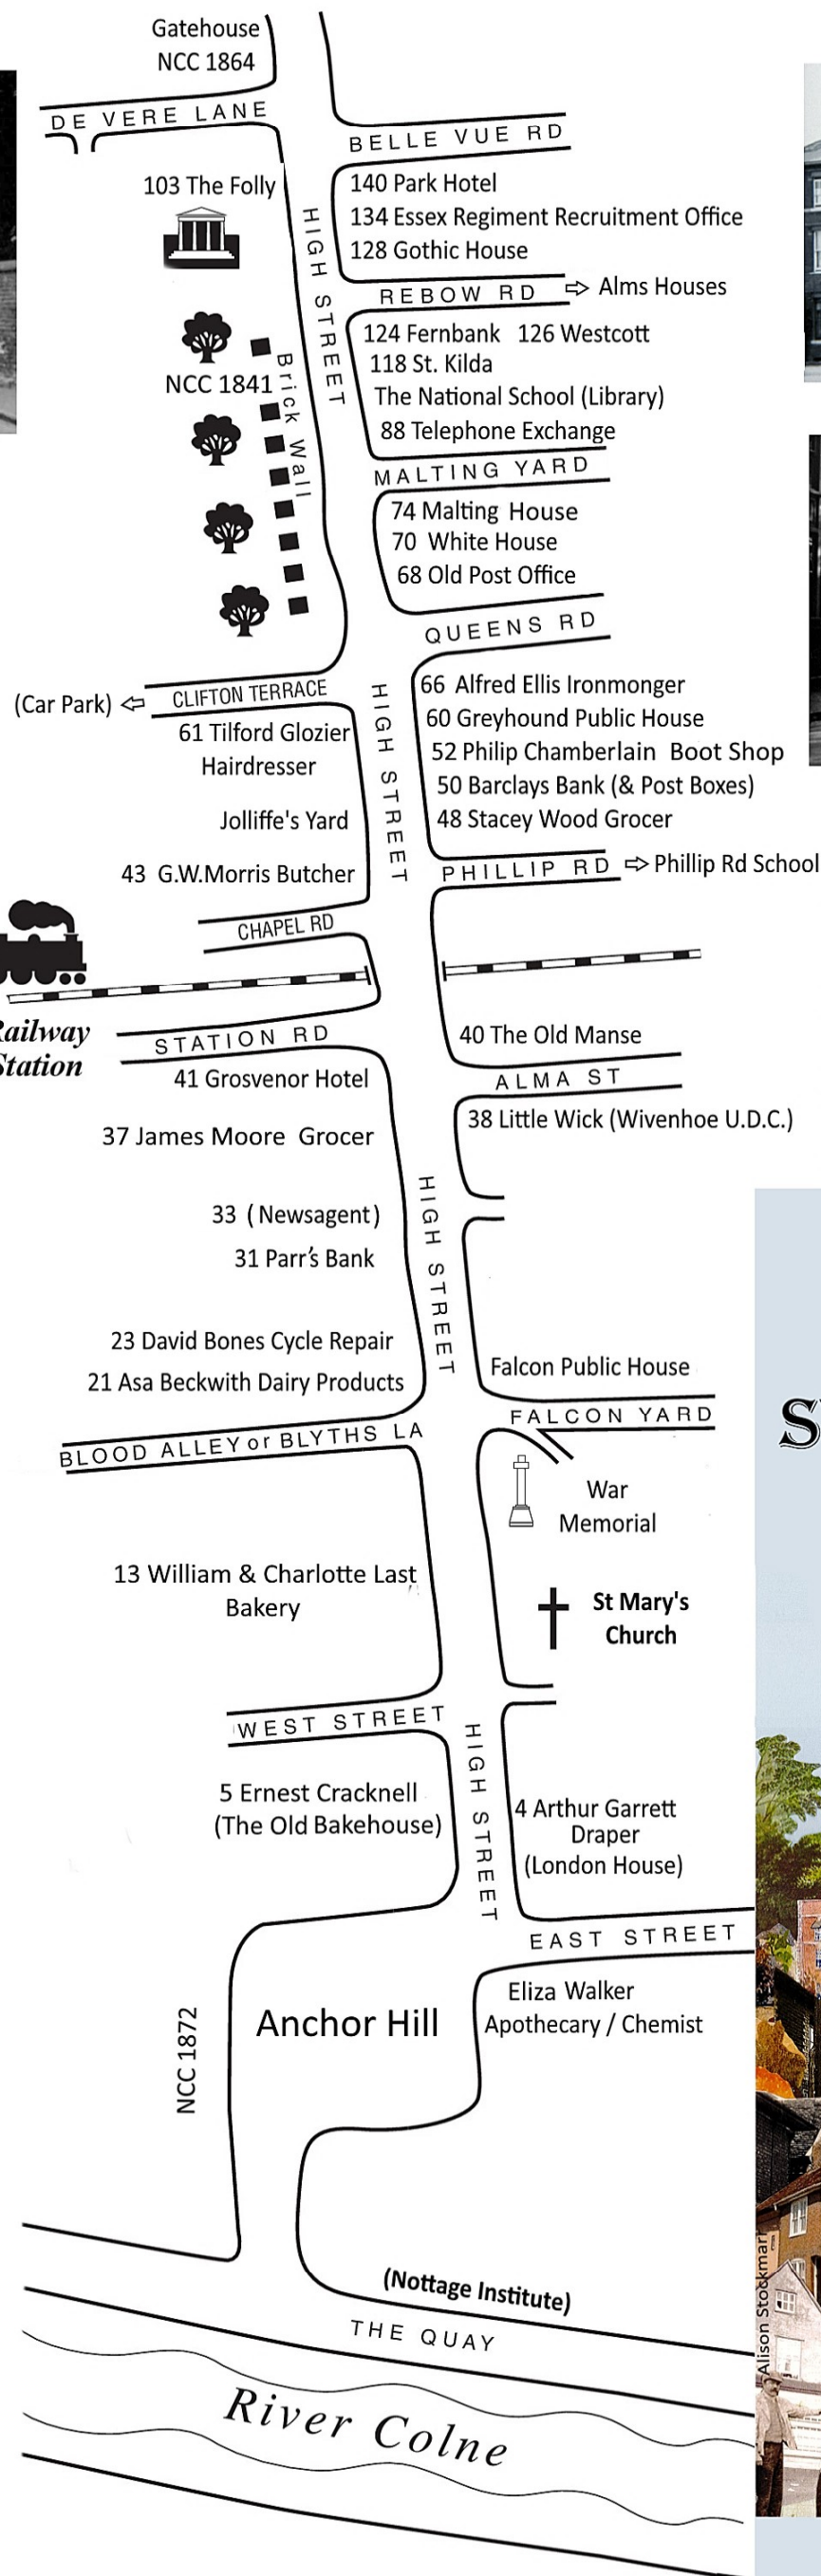 Gatehouse
NCC 1864
DE VERE LANE
BELLE VUE RD
103 The Folly
140 Park Hotel
134 Essex Regiment Recruitment Office
128 Gothic House
HIGH STREET
REBOW RD ⇨ Alms Houses
124 Fernbank 126 Westcott
118 St. Kilda
The National School (Library)
88 Telephone Exchange
NCC 1841
Brick Wall
MALTING YARD
74 Malting House
70 White House
68 Old Post Office
QUEENS RD
(Car Park) ⇦ CLIFTON TERRACE
HIGH STREET
66 Alfred Ellis Ironmonger
60 Greyhound Public House
52 Philip Chamberlain Boot Shop
50 Barclays Bank (& Post Boxes)
48 Stacey Wood Grocer
61 Tilford Glozier
Hairdresser
Jolliffe's Yard
43 G.W.Morris Butcher
PHILLIP RD ⇨ Phillip Rd School
CHAPEL RD
Railway
Station
STATION RD
40 The Old Manse
ALMA ST
41 Grosvenor Hotel
38 Little Wick (Wivenhoe U.D.C.)
37 James Moore Grocer
HIGH STREET
33 (Newsagent)
31 Parr's Bank
23 David Bones Cycle Repair
21 Asa Beckwith Dairy Products
Falcon Public House
FALCON YARD
BLOOD ALLEY or BLYTHS LA
War
Memorial
13 William & Charlotte Last
Bakery
St Mary's
Church
WEST STREET
HIGH STREET
5 Ernest Cracknell
(The Old Bakehouse)
4 Arthur Garrett
Draper
(London House)
EAST STREET
Eliza Walker
Apothecary / Chemist
Anchor Hill
NCC 1872
(Nottage Institute)
THE QUAY
River Colne
Alison Stockmarr
S